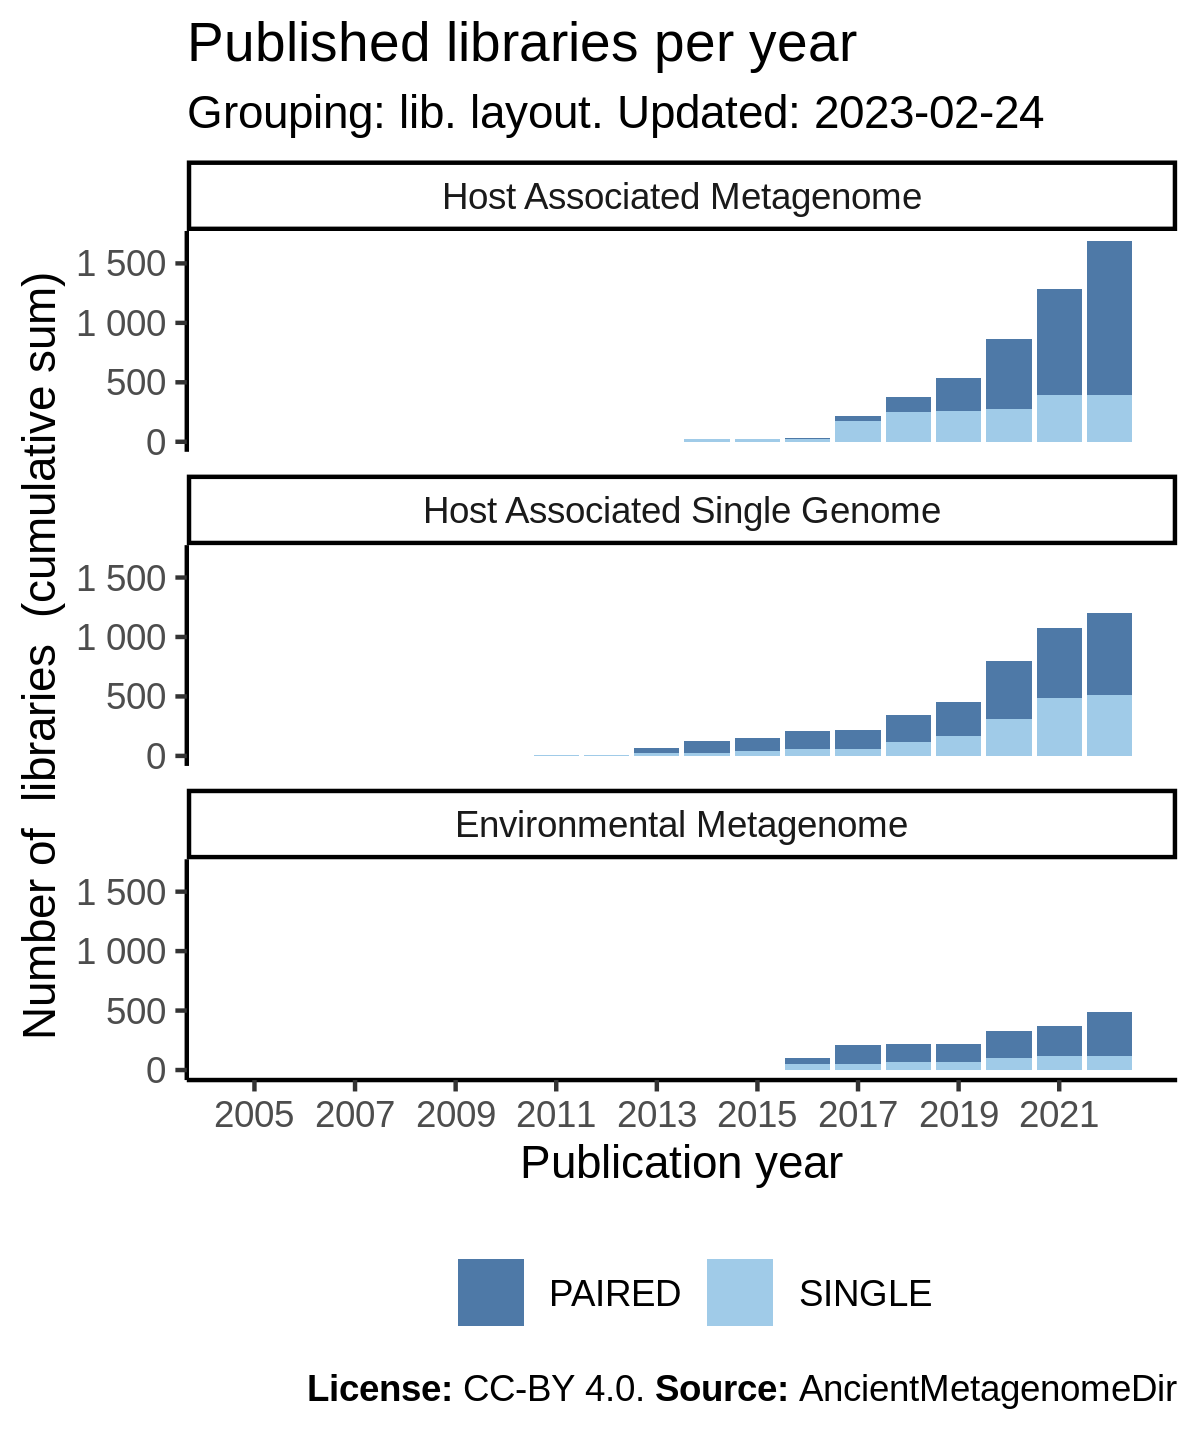 Published libraries per year
Grouping: lib. layout. Updated: 2023-02-24
Number of libraries (cumulative sum)
Host Associated Metagenome
1 500
1 000
500
0
Host Associated Single Genome
1 500
1 000
500
0
Environmental Metagenome
1 500
1 000
500
0
2005 2007 2009 2011 2013 2015 2017 2019 2021
Publication year
PAIRED SINGLE
License: CC-BY 4.0. Source: AncientMetagenomeDir